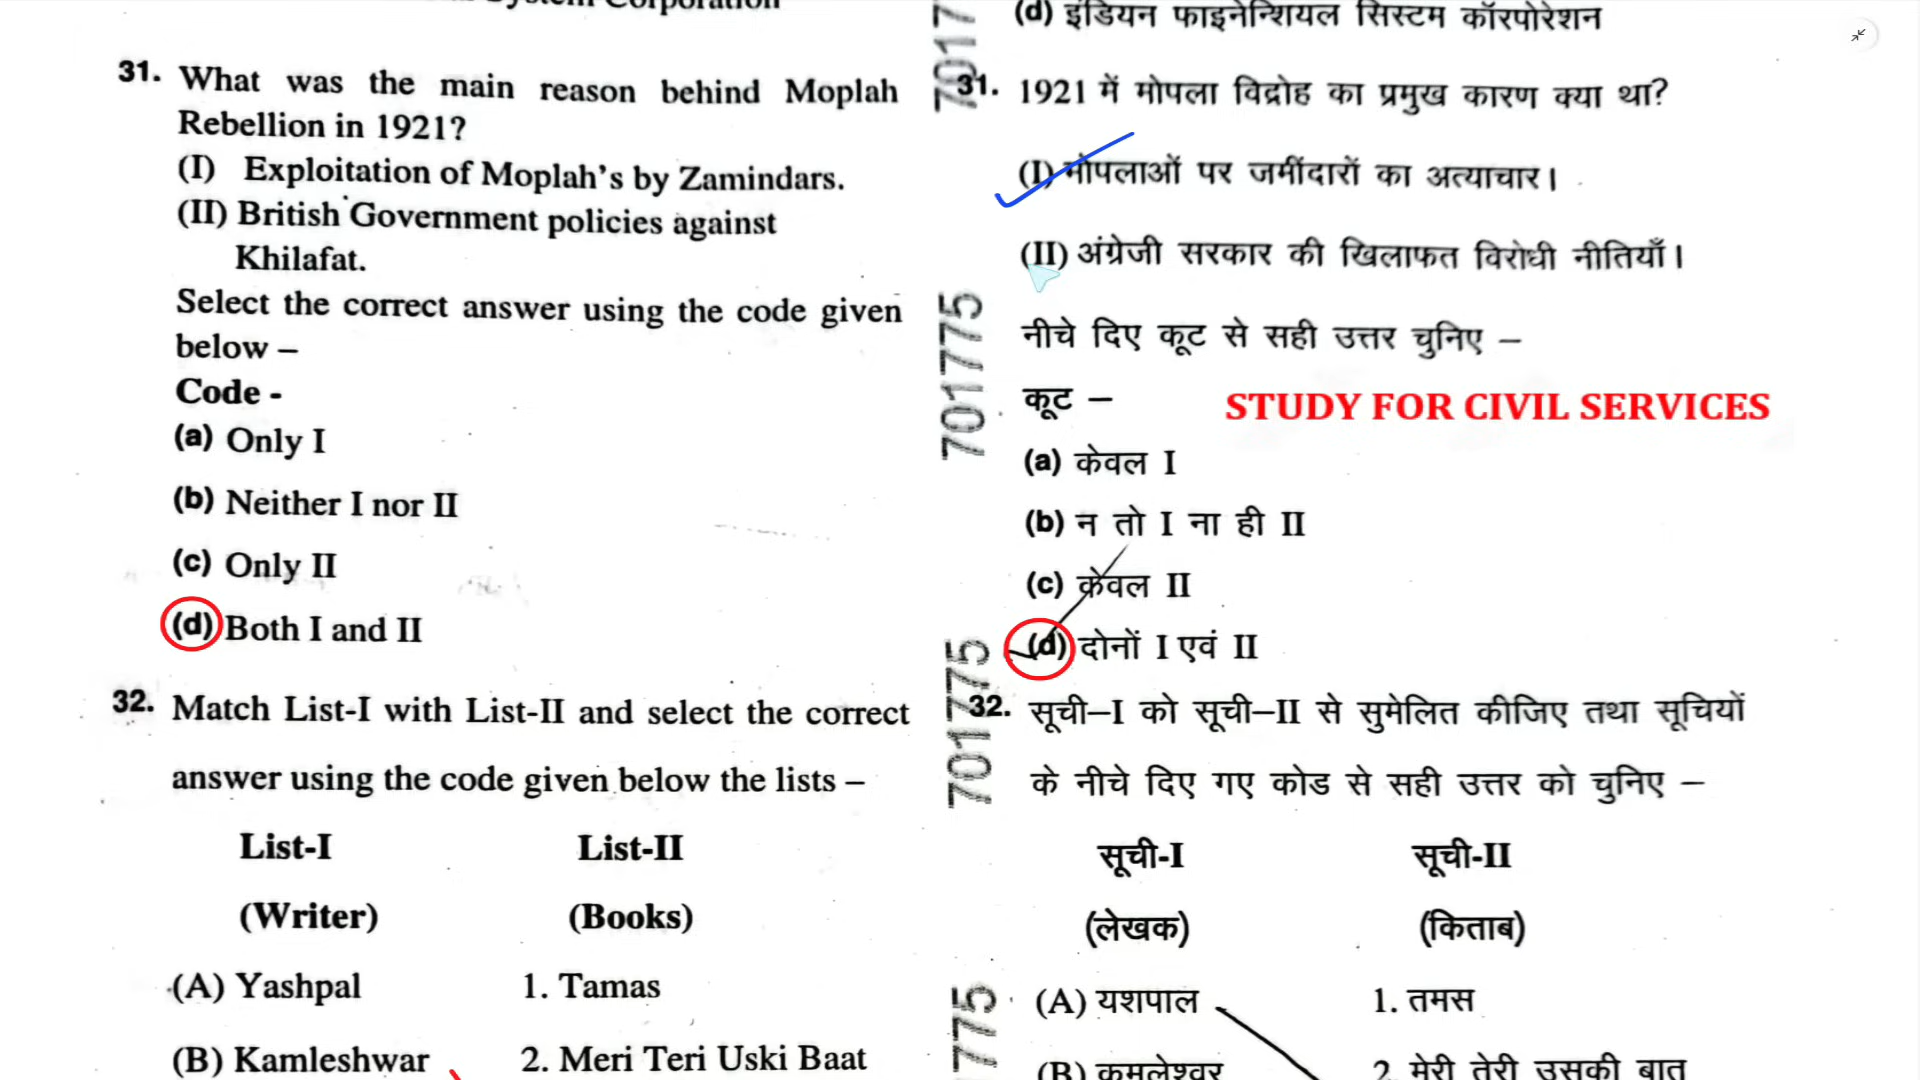 System Corporation
31. What was the main reason behind Moplah
Rebellion in 1921?
(I) Exploitation of Moplah's by Zamindars.
(II) British Government policies against
Khilafat.
Select the correct answer using the code given
below –
Code -
(a) Only I
(b) Neither I nor II
(c) Only II
(d) Both I and II
32. Match List-I with List-II and select the correct
answer using the code given below the lists –
List-I List-II
(Writer) (Books)
(A) Yashpal 1. Tamas
(B) Kamleshwar 2. Meri Teri Uski Baat
7017
701775
701775
775
(d) इंडियन फाइनेन्शियल सिस्टम कॉरपोरेशन
31. 1921 में मोपला विद्रोह का प्रमुख कारण क्या था?
(I) मोपलाओं पर जमींदारों का अत्याचार।
(II) अंग्रेजी सरकार की खिलाफत विरोधी नीतियाँ।
नीचे दिए कूट से सही उत्तर चुनिए –
कूट –
STUDY FOR CIVIL SERVICES
(a) केवल I
(b) न तो I ना ही II
(c) केवल II
(d) दोनों I एवं II
32. सूची–I को सूची–II से सुमेलित कीजिए तथा सूचियों
के नीचे दिए गए कोड से सही उत्तर को चुनिए –
सूची-I सूची-II
(लेखक) (किताब)
(A) यशपाल 1. तमस
(B) कमलेश्वर 2. मेरी तेरी उसकी बात